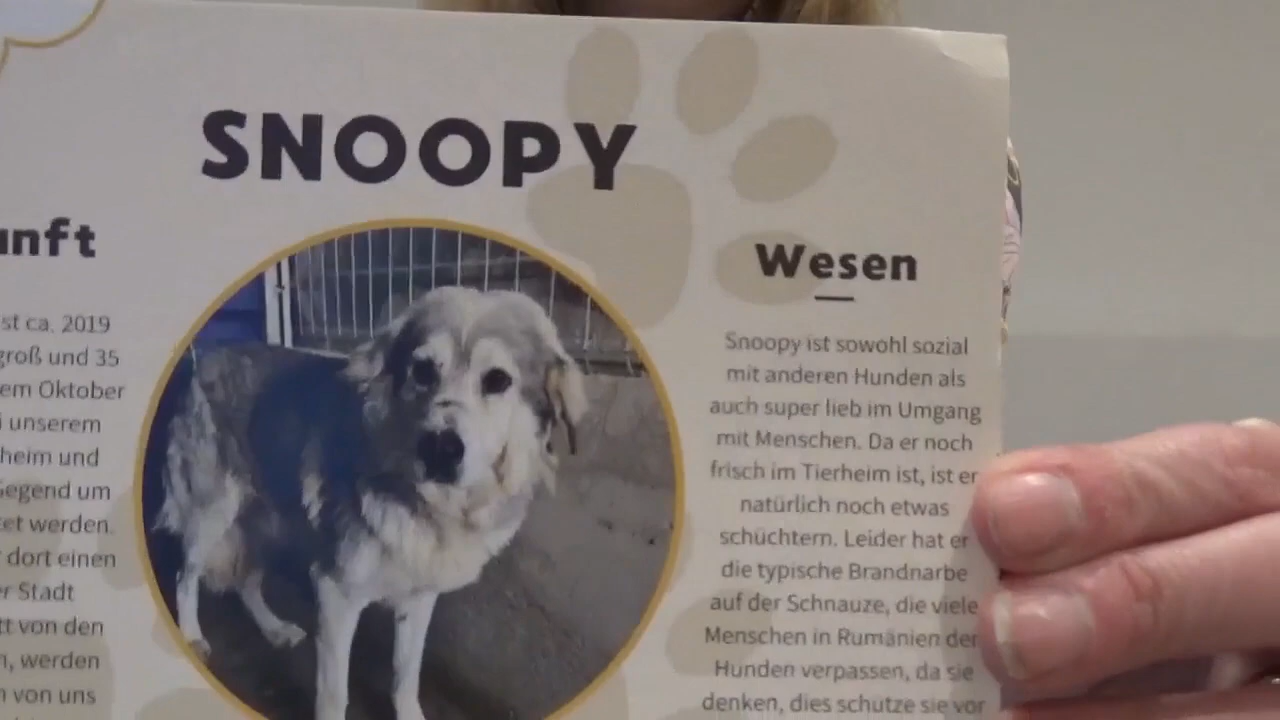 SNOOPY
unft
st ca. 2019
groß und 35
em Oktober
i unserem
heim und
Gegend um
tet werden.
r dort einen
er Stadt
tt von den
n, werden
n von uns
Wesen
Snoopy ist sowohl sozial
mit anderen Hunden als
auch super lieb im Umgang
mit Menschen. Da er noch
frisch im Tierheim ist, ist er
natürlich noch etwas
schüchtern. Leider hat er
die typische Brandnarbe
auf der Schnauze, die viele
Menschen in Rumänien den
Hunden verpassen, da sie
denken, dies schütze sie vor